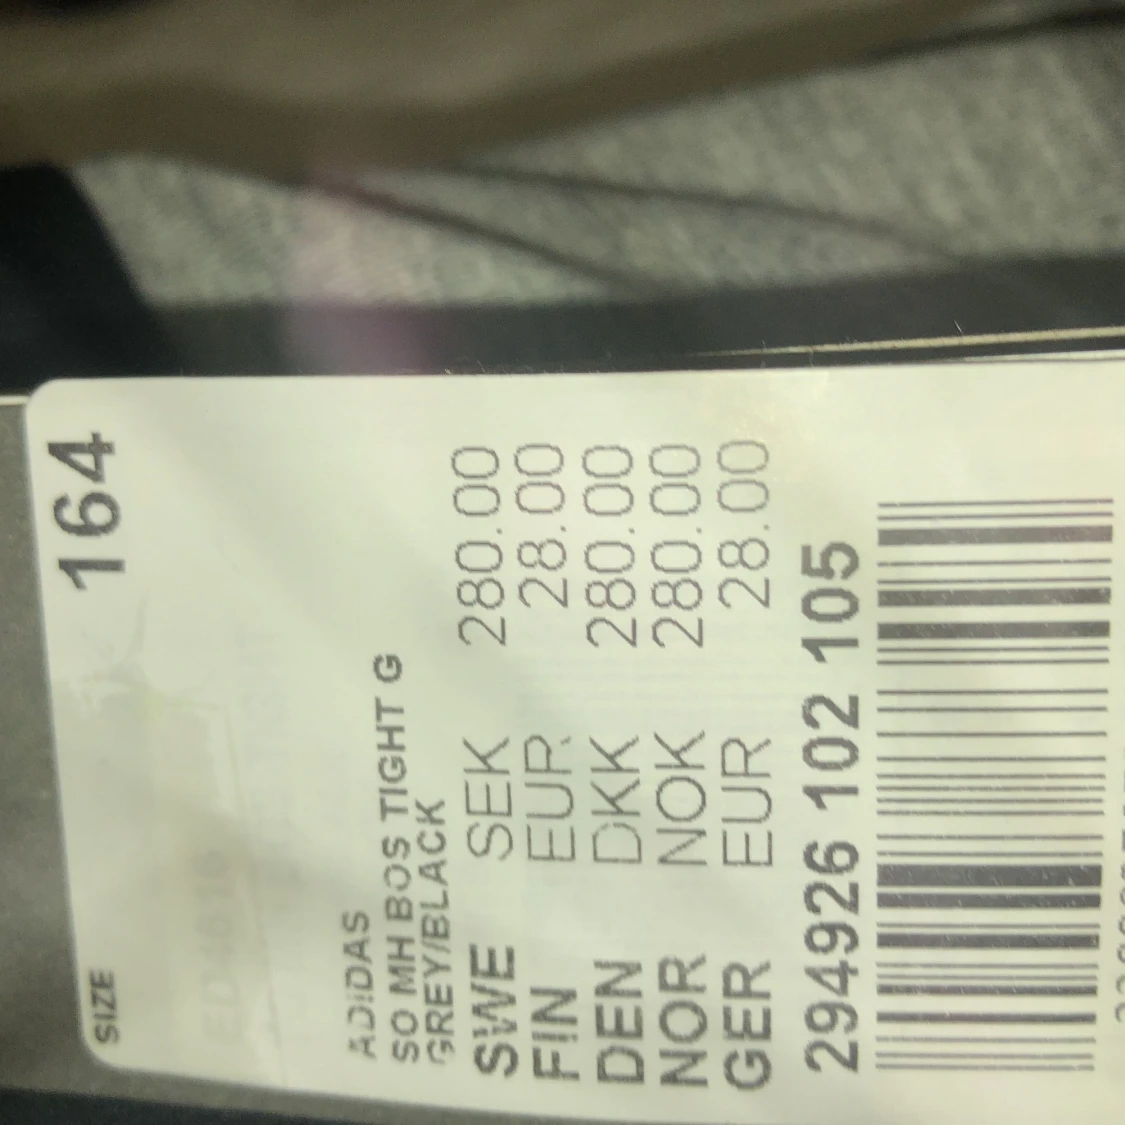 SIZE 164
ADIDAS
SO MH BOS TIGHT G
GREY/BLACK
SWE SEK 280.00
FIN EUR 28.00
DEN DKK 280.00
NOR NOK 280.00
GER EUR 28.00
294926 102 105